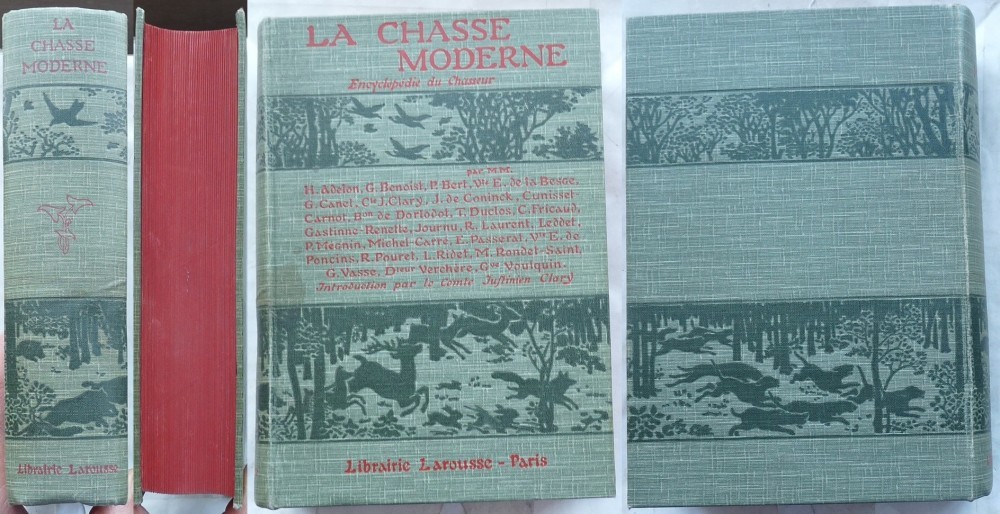 LA
CHASSE
MODERNE
Librairie Larousse
LA CHASSE
MODERNE
Encyclopédie du Chasseur
par MM.
H. Adelon, G. Benoist, P. Bert, Vte E. de la Besge,
G. Canet, Cte J. Clary, J. de Coninck, Cunisset-
Carnot, Bon de Dorlodot, T. Duclos, C. Fricaud,
Gastinne-Renette, Journu, R. Laurent, Leddet,
P. Mégnin, Michel-Carré, E. Passerat, Vte E. de
Poncins, R. Pouret, L. Ridet, M. Rondet-Saint,
G. Vasse, Dteur Verchère, Gve Voulquin.
Introduction par le Comte Justinien Clary
Librairie Larousse - Paris